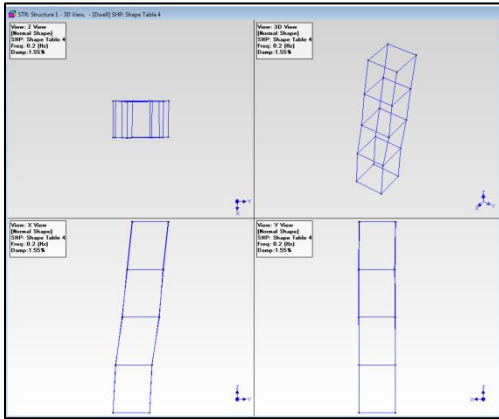 STR: Structure 1 - 3D View, - [Dwell] SHP: Shape Table 4
View: Z View
[Normal Shape]
SHP: Shape Table 4
Freq: 0.2 (Hz)
Damp:1.55%
View: 3D View
[Normal Shape]
SHP: Shape Table 4
Freq: 0.2 (Hz)
Damp:1.55%
View: X View
[Normal Shape]
SHP: Shape Table 4
Freq: 0.2 (Hz)
Damp:1.55%
View: Y View
[Normal Shape]
SHP: Shape Table 4
Freq: 0.2 (Hz)
Damp:1.55%